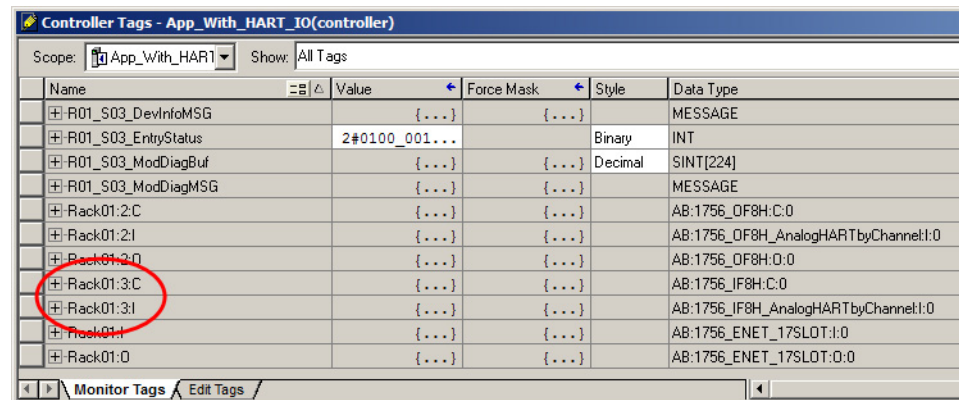 Controller Tags - App_With_HART_IO(controller)
Scope: App_With_HART Show: All Tags
Name Value Force Mask Style Data Type
R01_S03_DevInfoMSG {...} {...} MESSAGE
R01_S03_EntryStatus 2#0100_001... Binary INT
R01_S03_ModDiagBuf {...} {...} Decimal SINT[224]
R01_S03_ModDiagMSG {...} {...} MESSAGE
Rack01:2:C {...} {...} AB:1756_OF8H:C:0
Rack01:2:I {...} {...} AB:1756_OF8H_AnalogHARTbyChannel:I:0
Rack01:2:O {...} {...} AB:1756_OF8H:O:0
Rack01:3:C {...} {...} AB:1756_IF8H:C:0
Rack01:3:I {...} {...} AB:1756_IF8H_AnalogHARTbyChannel:I:0
Rack01:I {...} {...} AB:1756_ENET_17SLOT:I:0
Rack01:O {...} {...} AB:1756_ENET_17SLOT:O:0
Monitor Tags Edit Tags